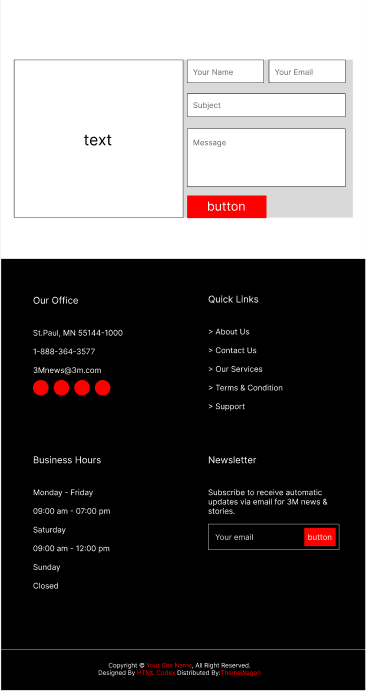 text
Your Name
Your Email
Subject
Message
button
Our Office
St.Paul, MN 55144-1000
1-888-364-3577
3Mnews@3m.com
Quick Links
> About Us
> Contact Us
> Our Services
> Terms & Condition
> Support
Business Hours
Monday - Friday
09:00 am - 07:00 pm
Saturday
09:00 am - 12:00 pm
Sunday
Closed
Newsletter
Subscribe to receive automatic
updates via email for 3M news &
stories.
Your email
button
Copyright © Your Site Name, All Right Reserved.
Designed By HTML Codex Distributed By:ThemeWagon